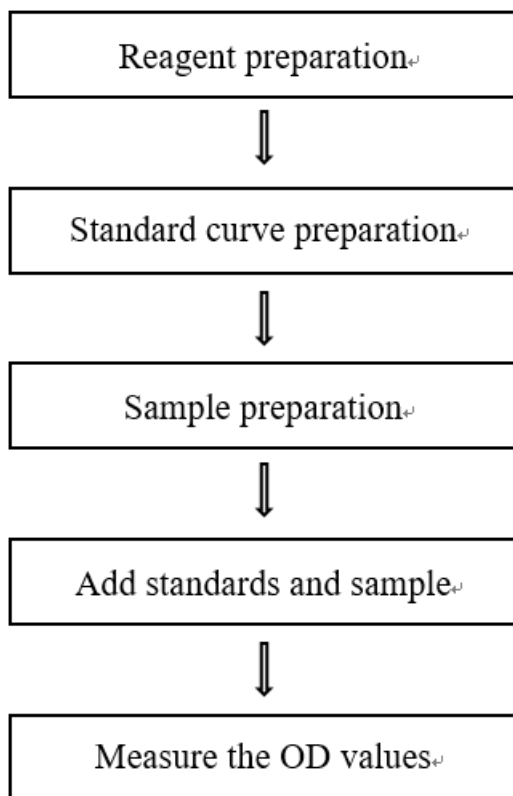 Reagent preparation
Standard curve preparation
Sample preparation
Add standards and sample
Measure the OD values